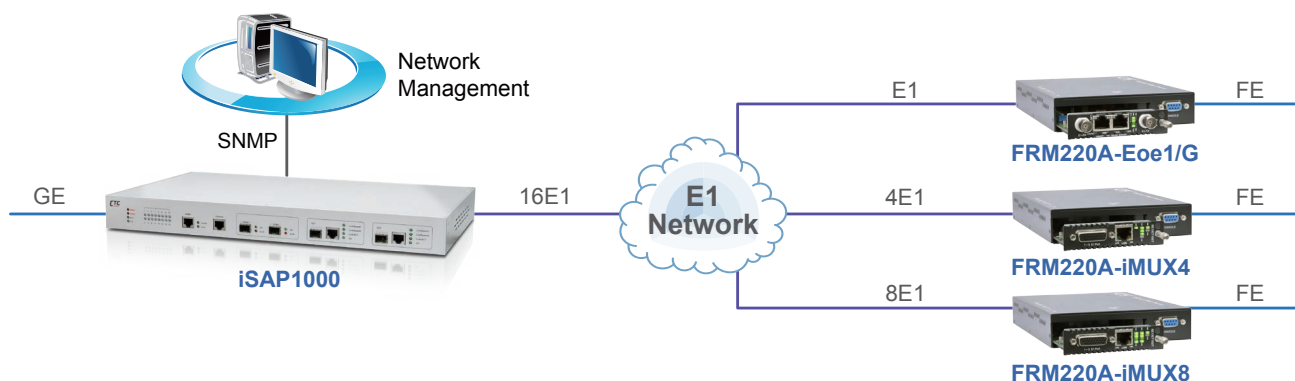 Network
Management
SNMP
GE
CTC
iSAP1000
16E1
E1
Network
E1
FE
FRM220A-Eoe1/G
4E1
FE
FRM220A-iMUX4
8E1
FE
FRM220A-iMUX8